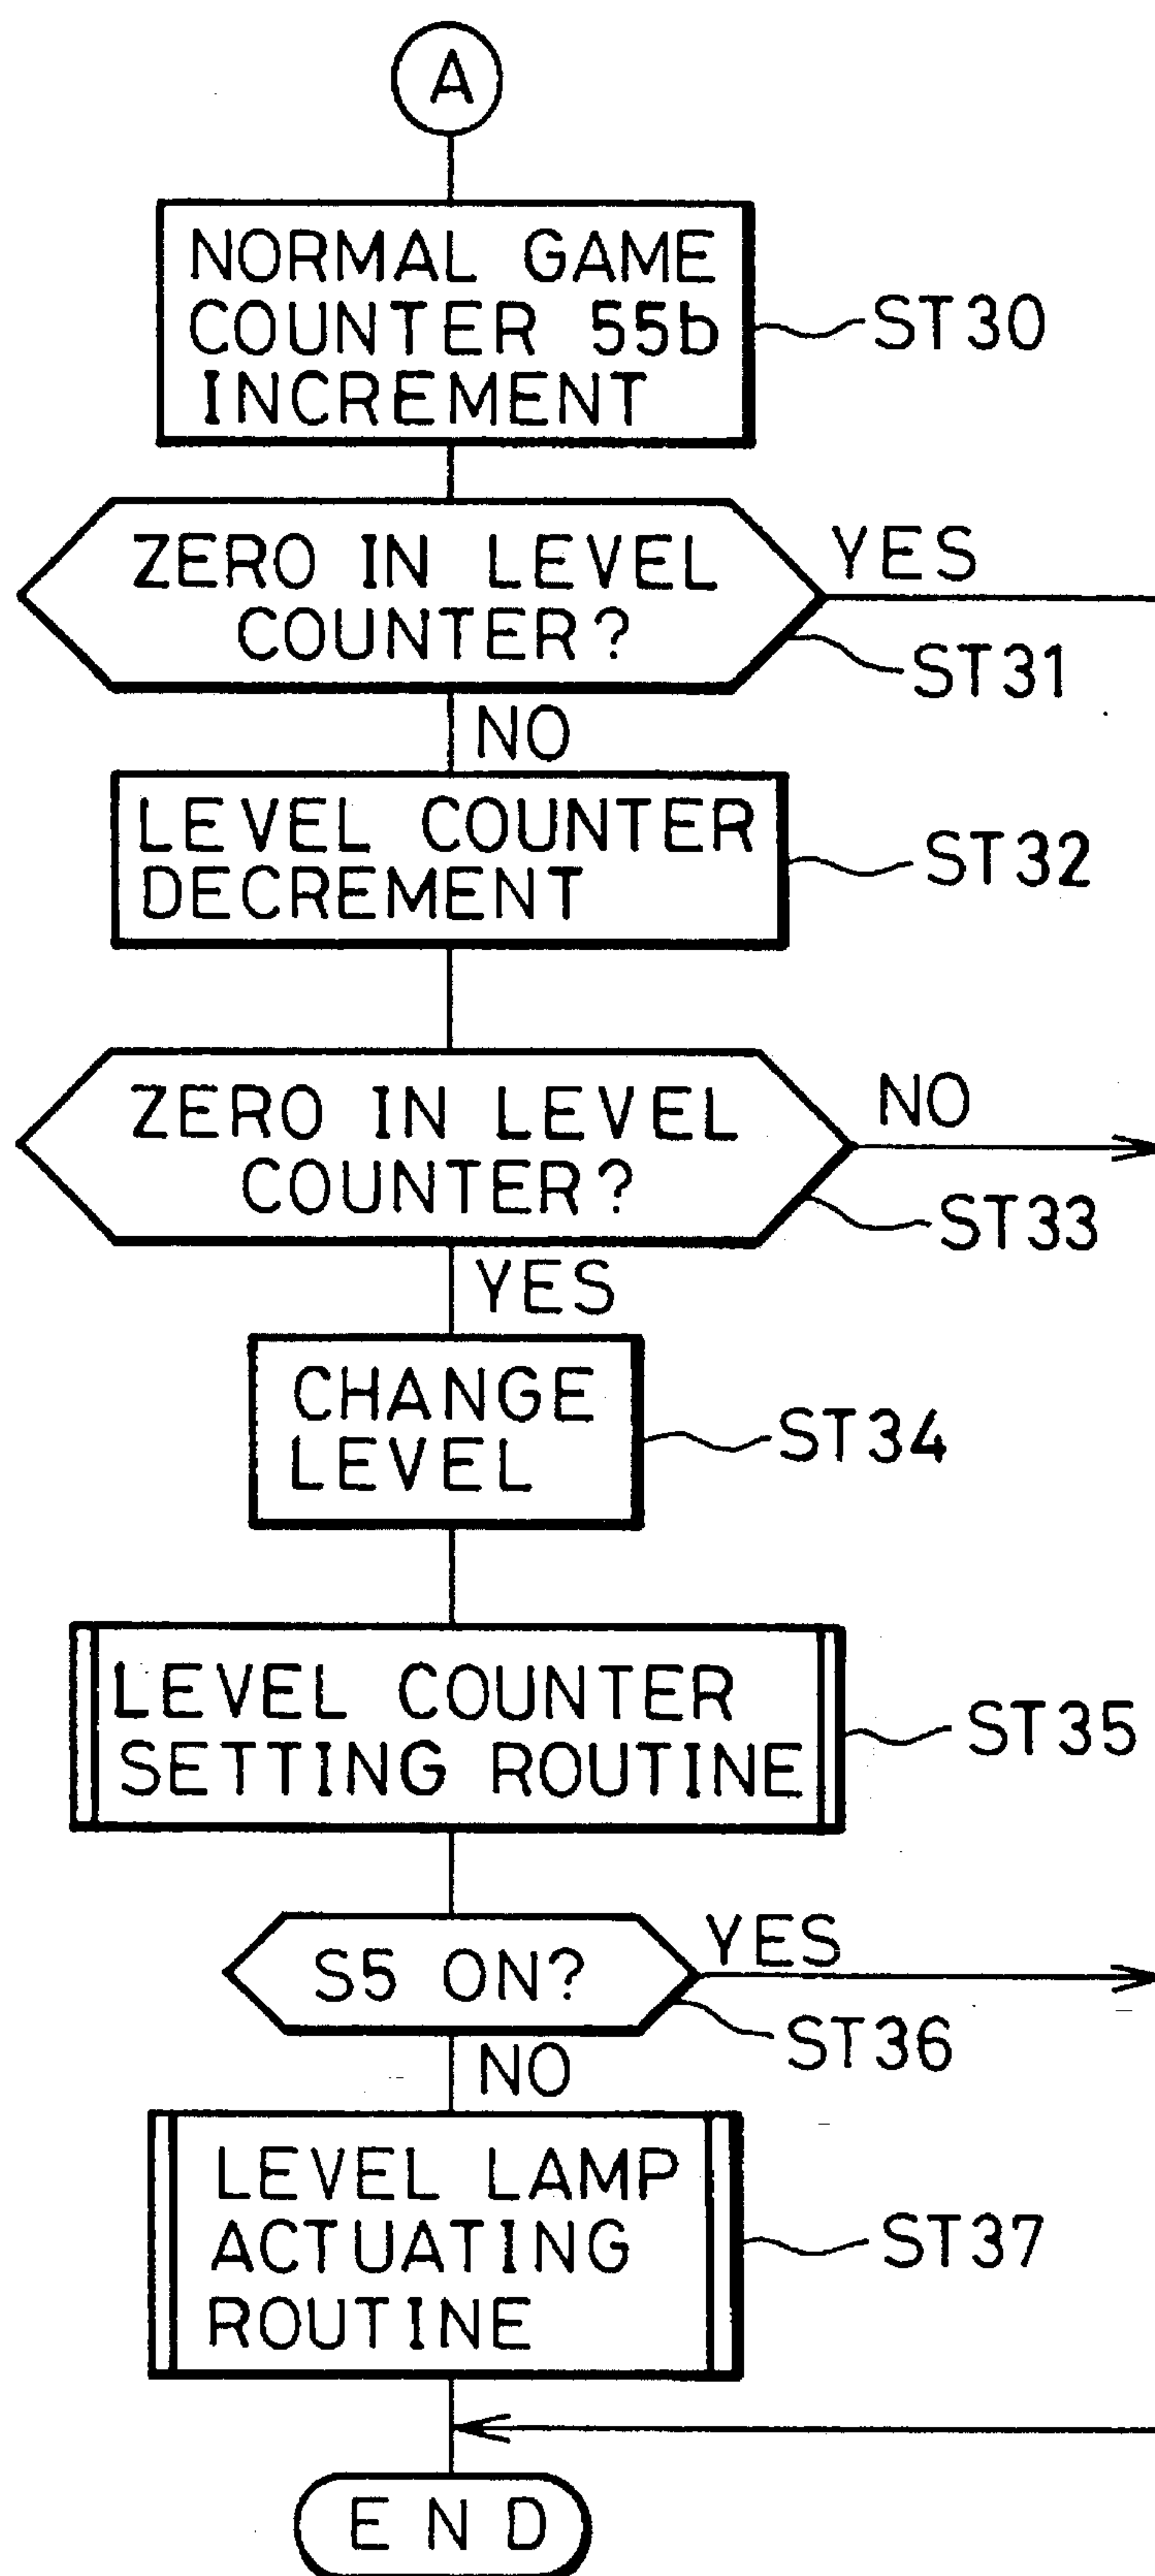 A
NORMAL GAME
COUNTER 55b
INCREMENT
ST30
ZERO IN LEVEL
COUNTER?
YES
ST31
NO
LEVEL COUNTER
DECREMENT
ST32
ZERO IN LEVEL
COUNTER?
NO
ST33
YES
CHANGE
LEVEL
ST34
LEVEL COUNTER
SETTING ROUTINE
ST35
S5 ON?
YES
ST36
NO
LEVEL LAMP
ACTUATING
ROUTINE
ST37
END